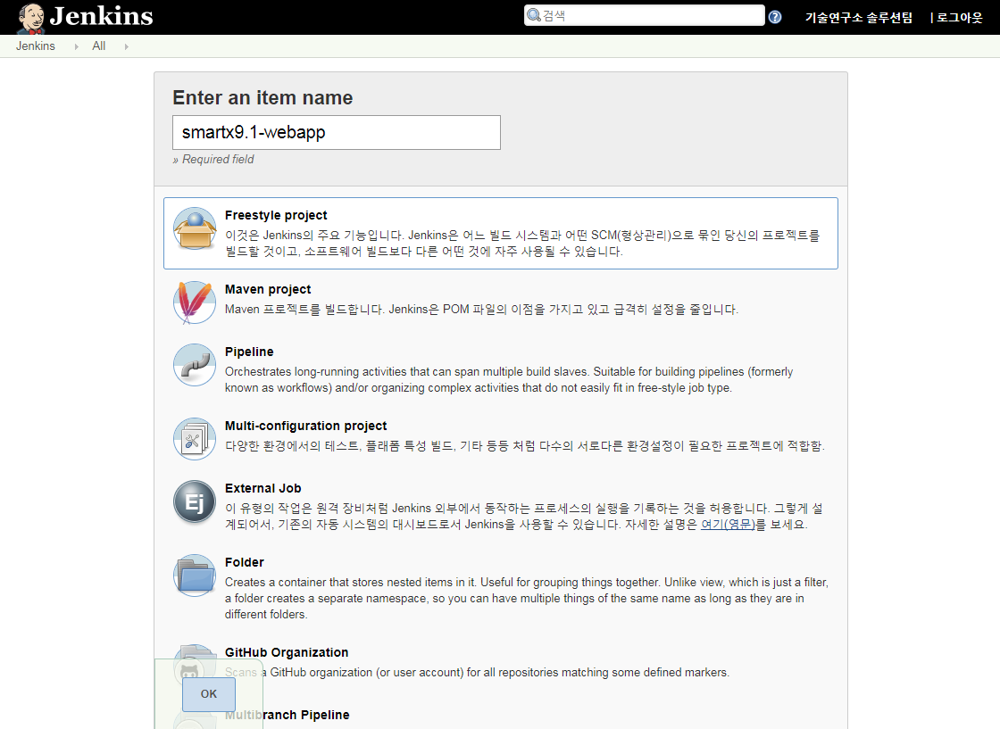 Jenkins
검색
기술연구소 솔루션팀 | 로그아웃
Jenkins All
Enter an item name
smartx9.1-webapp
» Required field
Freestyle project
이것은 Jenkins의 주요 기능입니다. Jenkins은 어느 빌드 시스템과 어떤 SCM(형상관리)으로 묶인 당신의 프로젝트를
빌드할 것이고, 소프트웨어 빌드보다 다른 어떤 것에 자주 사용될 수 있습니다.
Maven project
Maven 프로젝트를 빌드합니다. Jenkins은 POM 파일의 이점을 가지고 있고 급격히 설정을 줄입니다.
Pipeline
Orchestrates long-running activities that can span multiple build slaves. Suitable for building pipelines (formerly
known as workflows) and/or organizing complex activities that do not easily fit in free-style job type.
Multi-configuration project
다양한 환경에서의 테스트, 플래폼 특성 빌드, 기타 등등 처럼 다수의 서로다른 환경설정이 필요한 프로젝트에 적합함.
Ej
External Job
이 유형의 작업은 원격 장비처럼 Jenkins 외부에서 동작하는 프로세스의 실행을 기록하는 것을 허용합니다. 그렇게 설
계되어서, 기존의 자동 시스템의 대시보드로서 Jenkins을 사용할 수 있습니다. 자세한 설명은 여기(영문)를 보세요.
Folder
Creates a container that stores nested items in it. Useful for grouping things together. Unlike view, which is just a filter,
a folder creates a separate namespace, so you can have multiple things of the same name as long as they are in
different folders.
GitHub Organization
Scans a GitHub organization (or user account) for all repositories matching some defined markers.
OK
Multibranch Pipeline